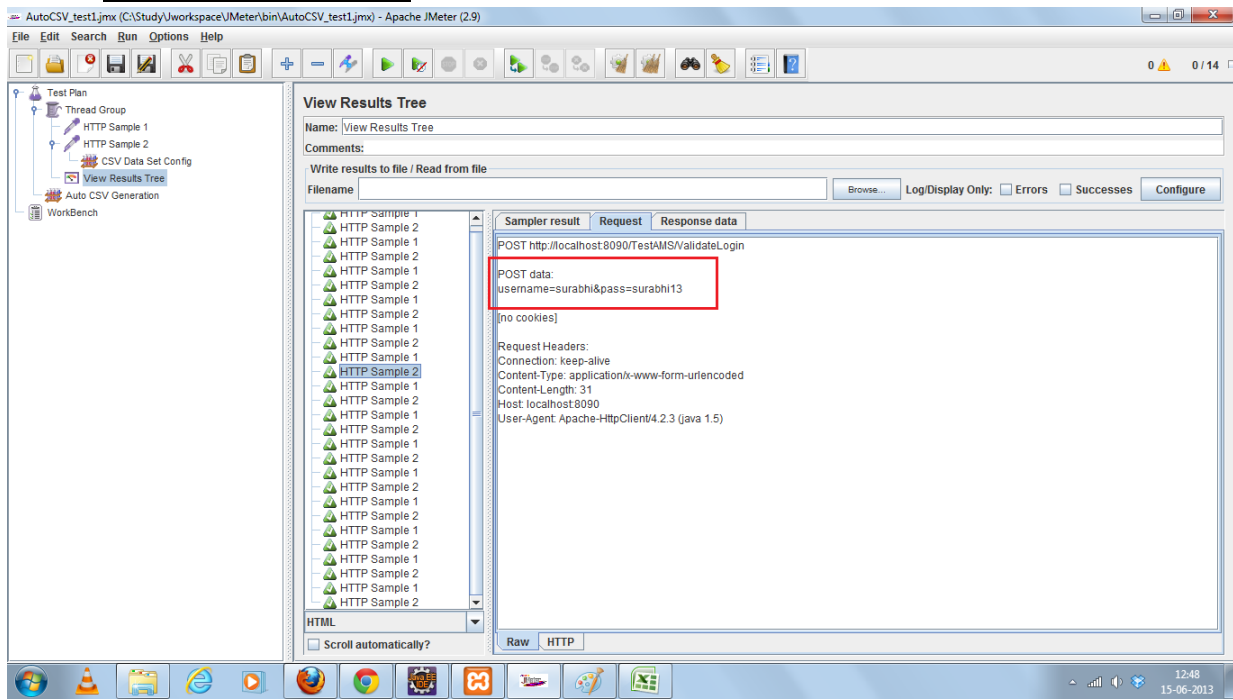 AutoCSV_test1.jmx (C:\Study\Jworkspace\JMeter\bin\AutoCSV_test1.jmx) - Apache JMeter (2.9)
File Edit Search Run Options Help
0 0 / 14
Test Plan
Thread Group
HTTP Sample 1
HTTP Sample 2
CSV Data Set Config
View Results Tree
Auto CSV Generation
WorkBench
View Results Tree
Name: View Results Tree
Comments:
Write results to file / Read from file
Filename Browse... Log/Display Only: Errors Successes Configure
HTTP Sample 1
HTTP Sample 2
HTTP Sample 1
HTTP Sample 2
HTTP Sample 1
HTTP Sample 2
HTTP Sample 1
HTTP Sample 2
HTTP Sample 1
HTTP Sample 2
HTTP Sample 1
HTTP Sample 2
HTTP Sample 1
HTTP Sample 2
HTTP Sample 1
HTTP Sample 2
HTTP Sample 1
HTTP Sample 2
HTTP Sample 1
HTTP Sample 2
HTTP Sample 1
HTTP Sample 2
HTTP Sample 1
HTTP Sample 2
HTTP Sample 1
HTTP Sample 2
HTTP Sample 1
HTTP Sample 2
HTML
Scroll automatically?
Sampler result Request Response data
POST http://localhost:8090/TestAMS/ValidateLogin
POST data:
username=surabhi&pass=surabhi13
[no cookies]
Request Headers:
Connection: keep-alive
Content-Type: application/x-www-form-urlencoded
Content-Length: 31
Host: localhost:8090
User-Agent: Apache-HttpClient/4.2.3 (java 1.5)
Raw HTTP
Java EE
IDE
12:48
15-06-2013